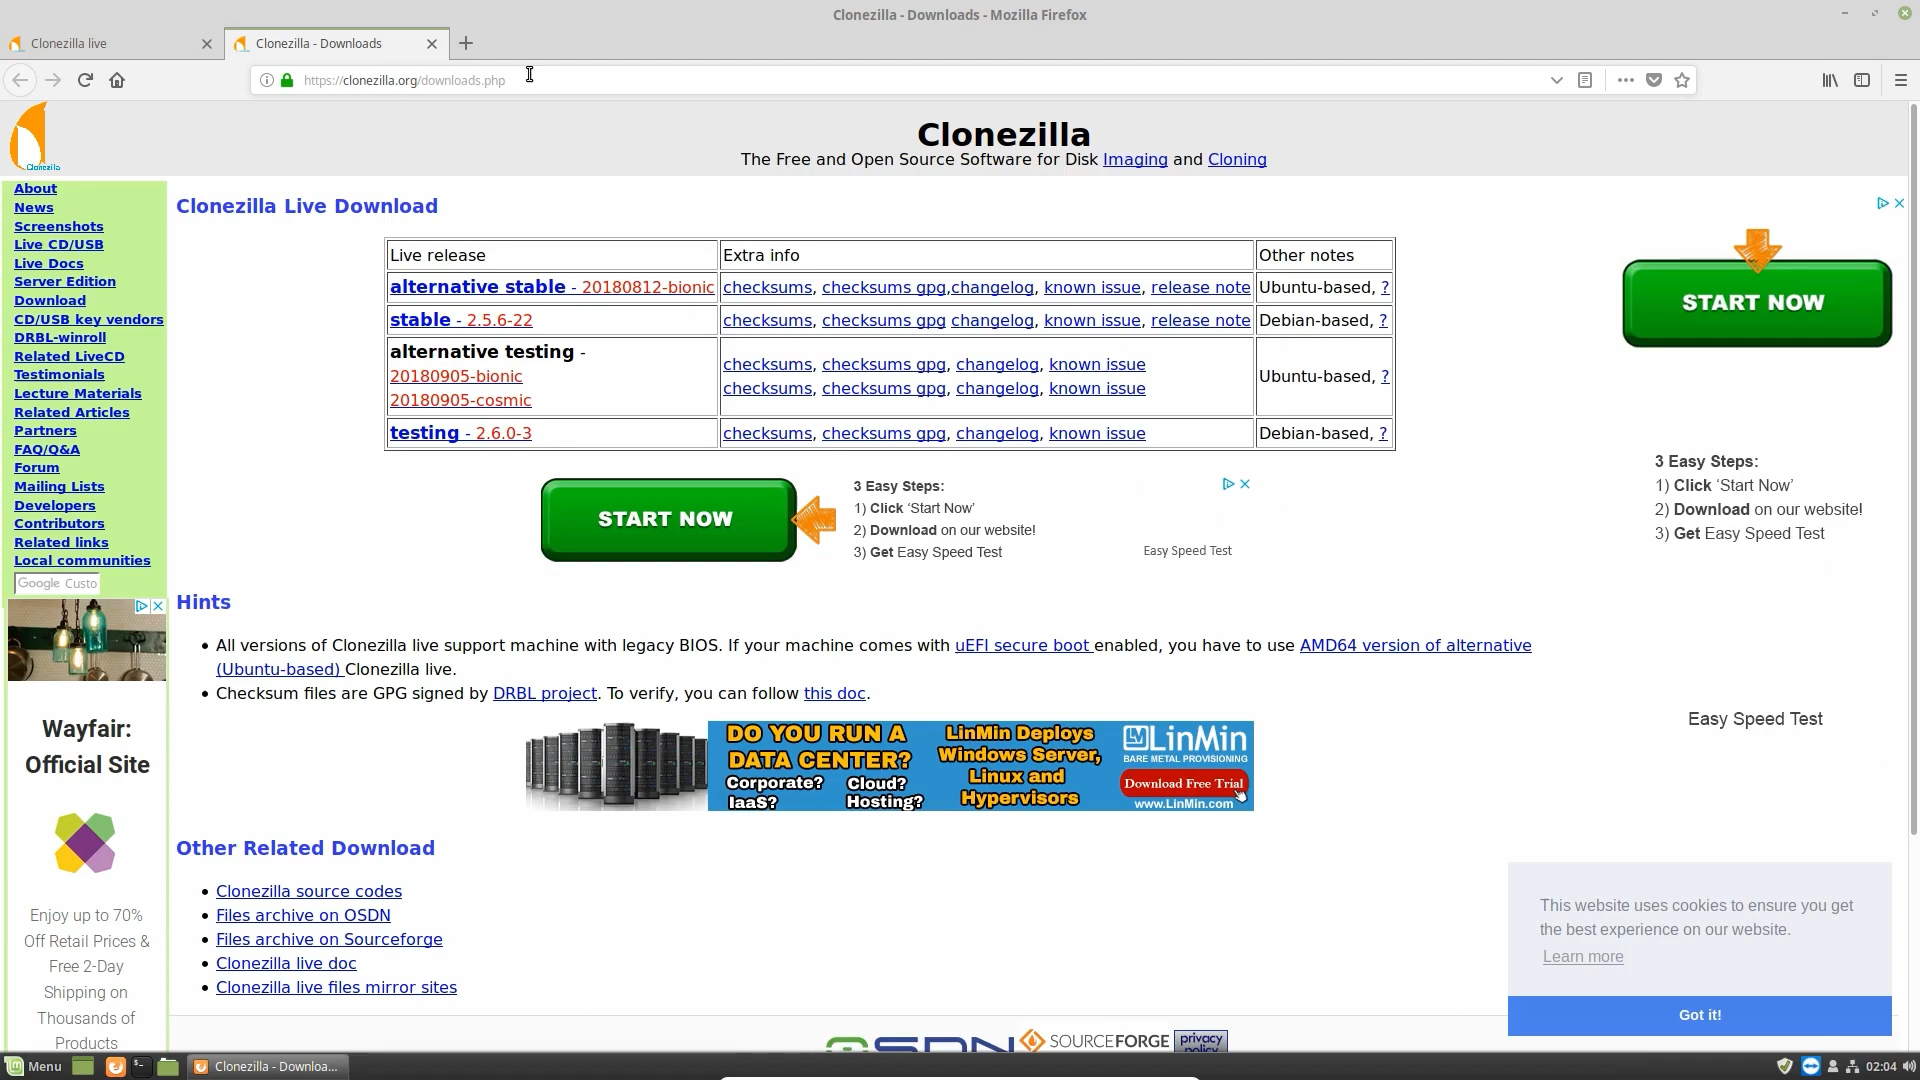 Clonezilla - Downloads - Mozilla Firefox
Clonezilla live
Clonezilla - Downloads
https://clonezilla.org/downloads.php
Clonezilla
Clonezilla
The Free and Open Source Software for Disk Imaging and Cloning
About
News
Screenshots
Live CD/USB
Live Docs
Server Edition
Download
CD/USB key vendors
DRBL-winroll
Related LiveCD
Testimonials
Lecture Materials
Related Articles
Partners
FAQ/Q&A
Forum
Mailing Lists
Developers
Contributors
Related links
Local communities
Google Custo
Wayfair:
Official Site
Enjoy up to 70%
Off Retail Prices &
Free 2-Day
Shipping on
Thousands of
Products
Clonezilla Live Download
Live release Extra info Other notes
alternative stable - 20180812-bionic checksums, checksums gpg,changelog, known issue, release note Ubuntu-based, ?
stable - 2.5.6-22 checksums, checksums gpg changelog, known issue, release note Debian-based, ?
alternative testing -
20180905-bionic checksums, checksums gpg, changelog, known issue Ubuntu-based, ?
20180905-cosmic checksums, checksums gpg, changelog, known issue
testing - 2.6.0-3 checksums, checksums gpg, changelog, known issue Debian-based, ?
START NOW
3 Easy Steps:
1) Click ‘Start Now’
2) Download on our website!
3) Get Easy Speed Test
Easy Speed Test
START NOW
3 Easy Steps:
1) Click ‘Start Now’
2) Download on our website!
3) Get Easy Speed Test
Easy Speed Test
Hints
All versions of Clonezilla live support machine with legacy BIOS. If your machine comes with uEFI secure boot enabled, you have to use AMD64 version of alternative
(Ubuntu-based) Clonezilla live.
Checksum files are GPG signed by DRBL project. To verify, you can follow this doc.
DO YOU RUN A
DATA CENTER?
Corporate? Cloud?
IaaS? Hosting?
LinMin Deploys
Windows Server,
Linux and
Hypervisors
LM LinMin
BARE METAL PROVISIONING
Download Free Trial
www.LinMin.com
Other Related Download
Clonezilla source codes
Files archive on OSDN
Files archive on Sourceforge
Clonezilla live doc
Clonezilla live files mirror sites
This website uses cookies to ensure you get
the best experience on our website.
Learn more
Got it!
OSDN
SOURCEFORGE
privacy
policy
Menu
Clonezilla - Downloa...
02:04